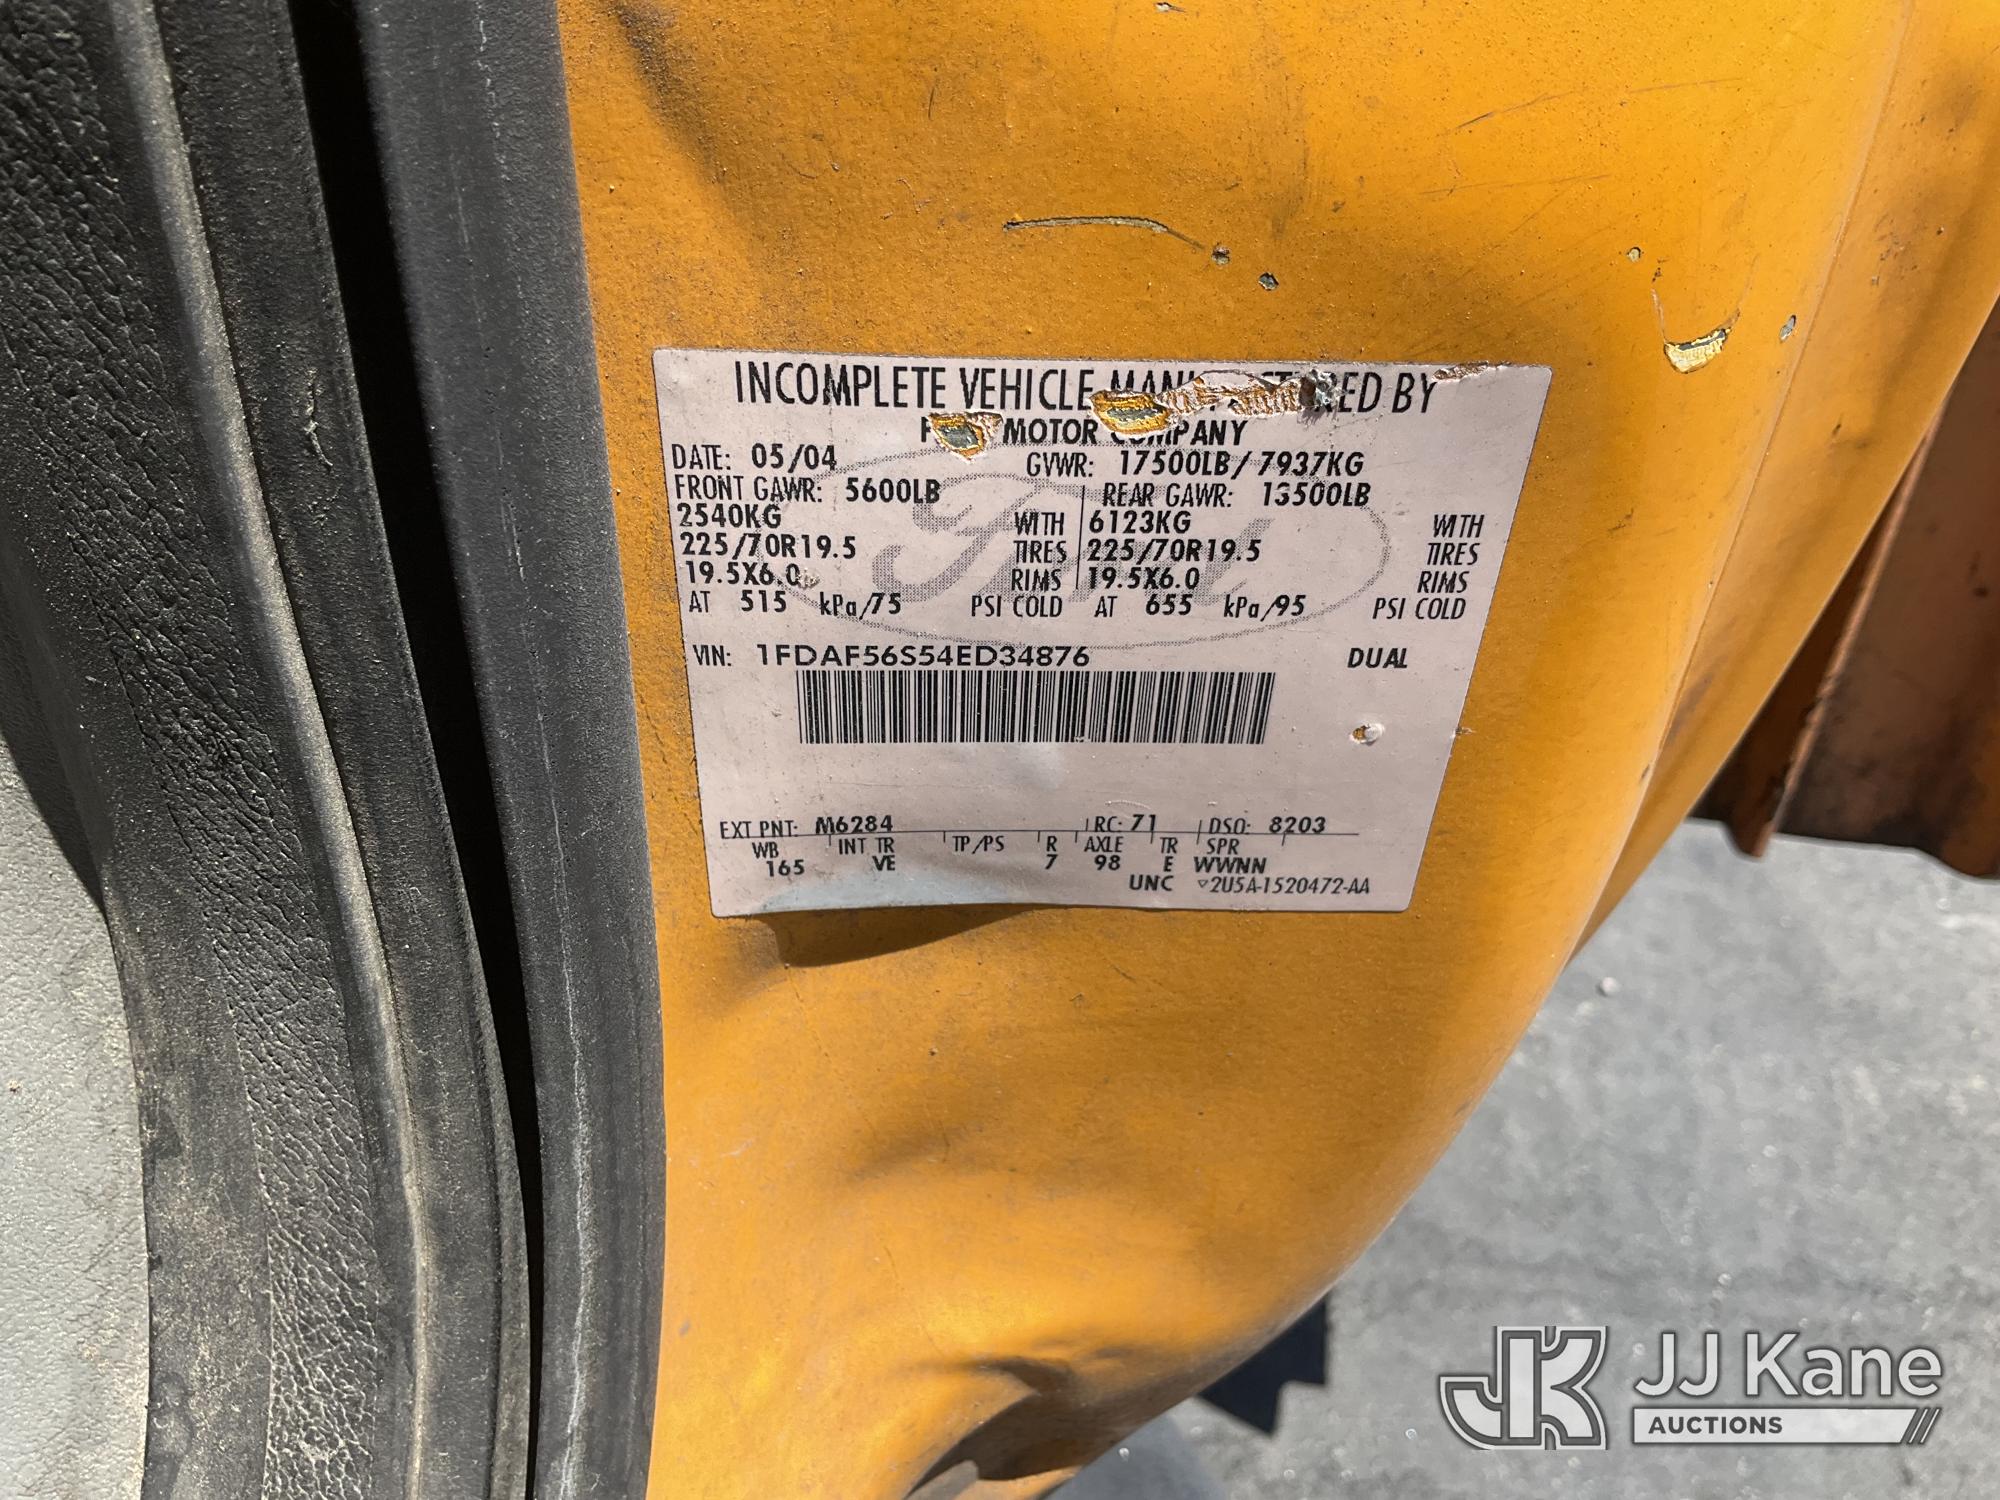 INCOMPLETE VEHICLE MANUFACTURED BY
MOTOR COMPANY
DATE: 05/04 GVWR: 17500LB/7937KG
FRONT GAWR: 5600LB REAR GAWR: 13500LB
2540KG WITH 6123KG WITH
225/70R19.5 TIRES 225/70R19.5 TIRES
19.5X6.0 RIMS 19.5X6.0 RIMS
AT 515 kPa/75 PSI COLD AT 655 kPa/95 PSI COLD
VIN: 1FDAF56S54ED34876 DUAL
EXT PNT: M6284 RC: 71 DSO: 8203
WB INT TR TP/PS R AXLE TR SPR
165 VE 7 98 E WWNN
UNC ▽2U5A-1520472-AA
Ford
JK JJ Kane
AUCTIONS